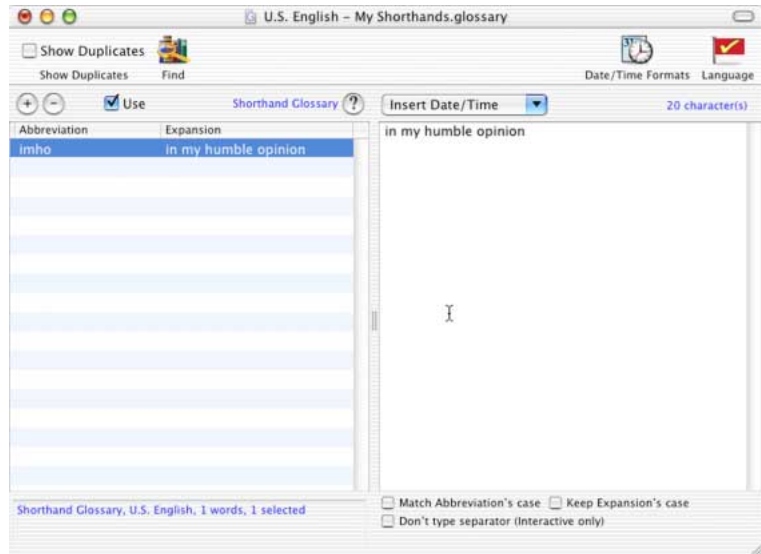 U.S. English – My Shorthands.glossary
Show Duplicates
Show Duplicates Find Date/Time Formats Language
31
Use Shorthand Glossary ? Insert Date/Time 20 character(s)
Abbreviation Expansion
imho in my humble opinion
in my humble opinion
Shorthand Glossary, U.S. English, 1 words, 1 selected
Match Abbreviation's case Keep Expansion's case
Don't type separator (Interactive only)